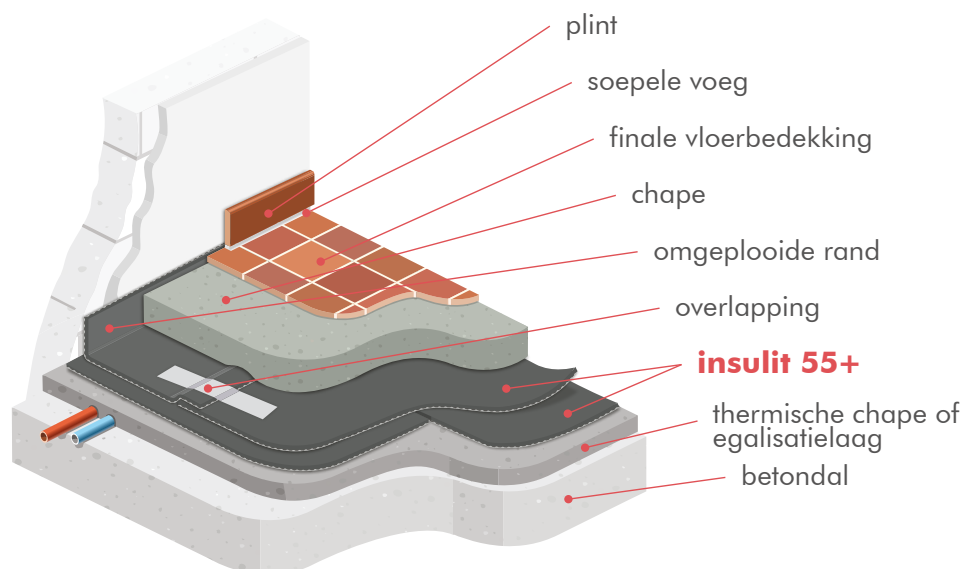 plint
soepele voeg
finale vloerbedekking
chape
omgeplooide rand
overlapping
insulit 55+
thermische chape of
egalisatielaag
betondal